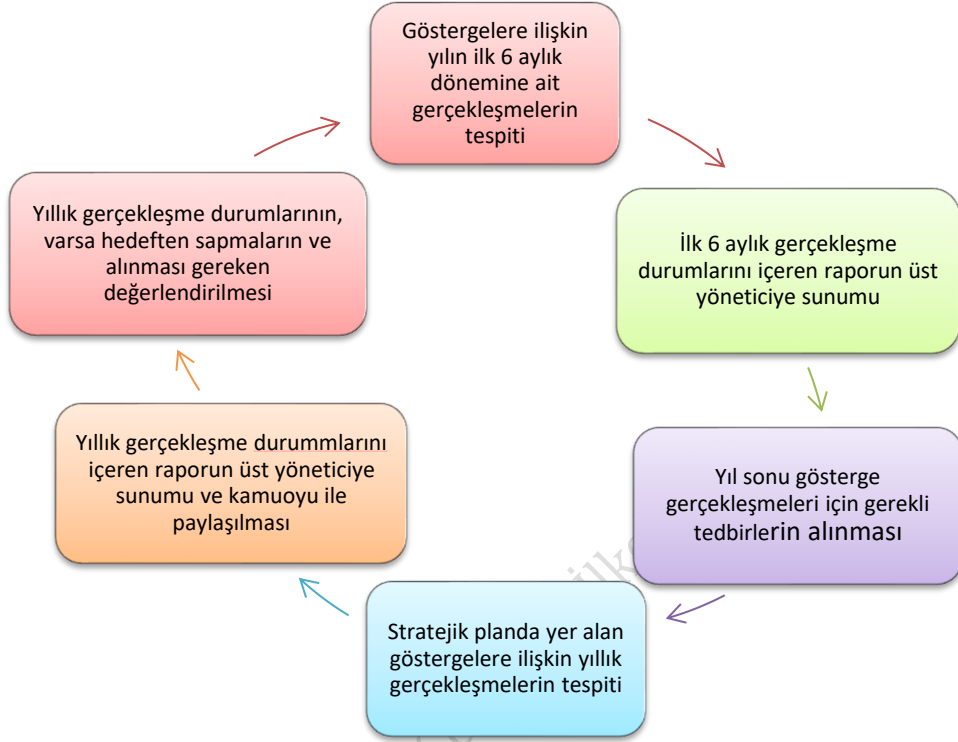 Göstergelere ilişkin
yılın ilk 6 aylık
dönemine ait
gerçekleşmelerin
tespiti
İlk 6 aylık gerçekleşme
durumlarını içeren raporun üst
yöneticiye sunumu
Yıl sonu gösterge
gerçekleşmeleri için gerekli
tedbirlerin alınması
Stratejik planda yer alan
göstergelere ilişkin yıllık
gerçekleşmelerin tespiti
Yıllık gerçekleşme durummlarını
içeren raporun üst yöneticiye
sunumu ve kamuoyu ile
paylaşılması
Yıllık gerçekleşme durumlarının,
varsa hedeften sapmaların ve
alınması gereken
değerlendirilmesi